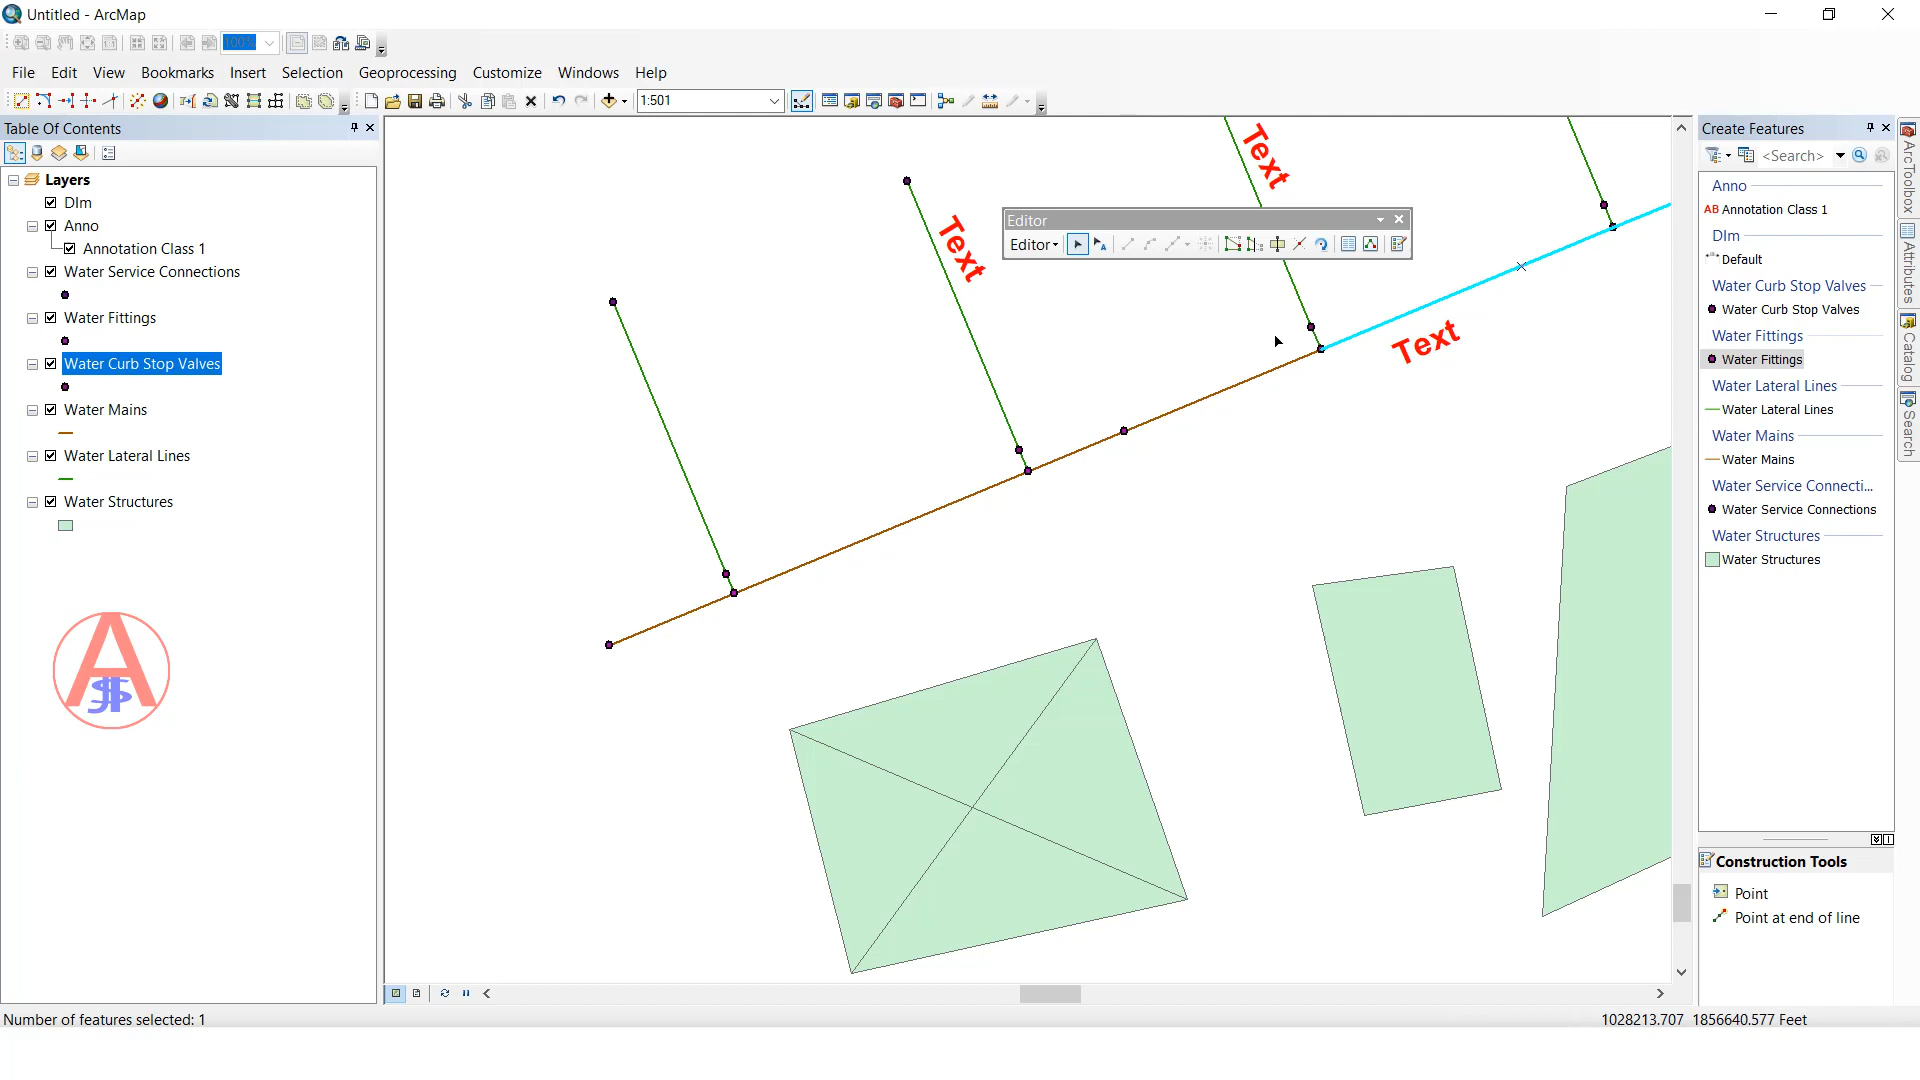 Untitled - ArcMap
100%
File Edit View Bookmarks Insert Selection Geoprocessing Customize Windows Help
1:501
Table Of Contents
Layers
DIm
Anno
Annotation Class 1
Water Service Connections
Water Fittings
Water Curb Stop Valves
Water Mains
Water Lateral Lines
Water Structures
A
Text
Text
Text
Editor
Editor
Create Features
<Search>
Anno
AB Annotation Class 1
DIm
Default
Water Curb Stop Valves
Water Curb Stop Valves
Water Fittings
Water Fittings
Water Lateral Lines
Water Lateral Lines
Water Mains
Water Mains
Water Service Connecti...
Water Service Connections
Water Structures
Water Structures
Construction Tools
Point
Point at end of line
ArcToolbox
Attributes
Catalog
Search
Number of features selected: 1
1028213.707 1856640.577 Feet